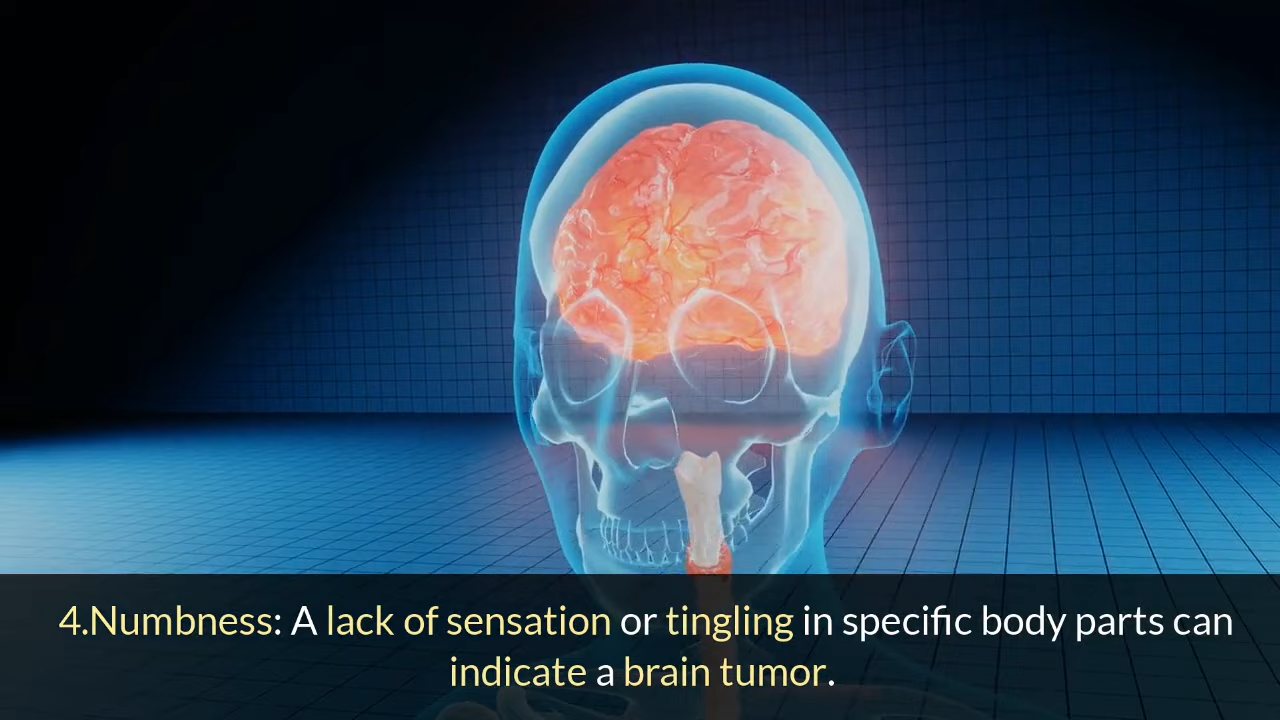 4.Numbness: A lack of sensation or tingling in specific body parts can
indicate a brain tumor.